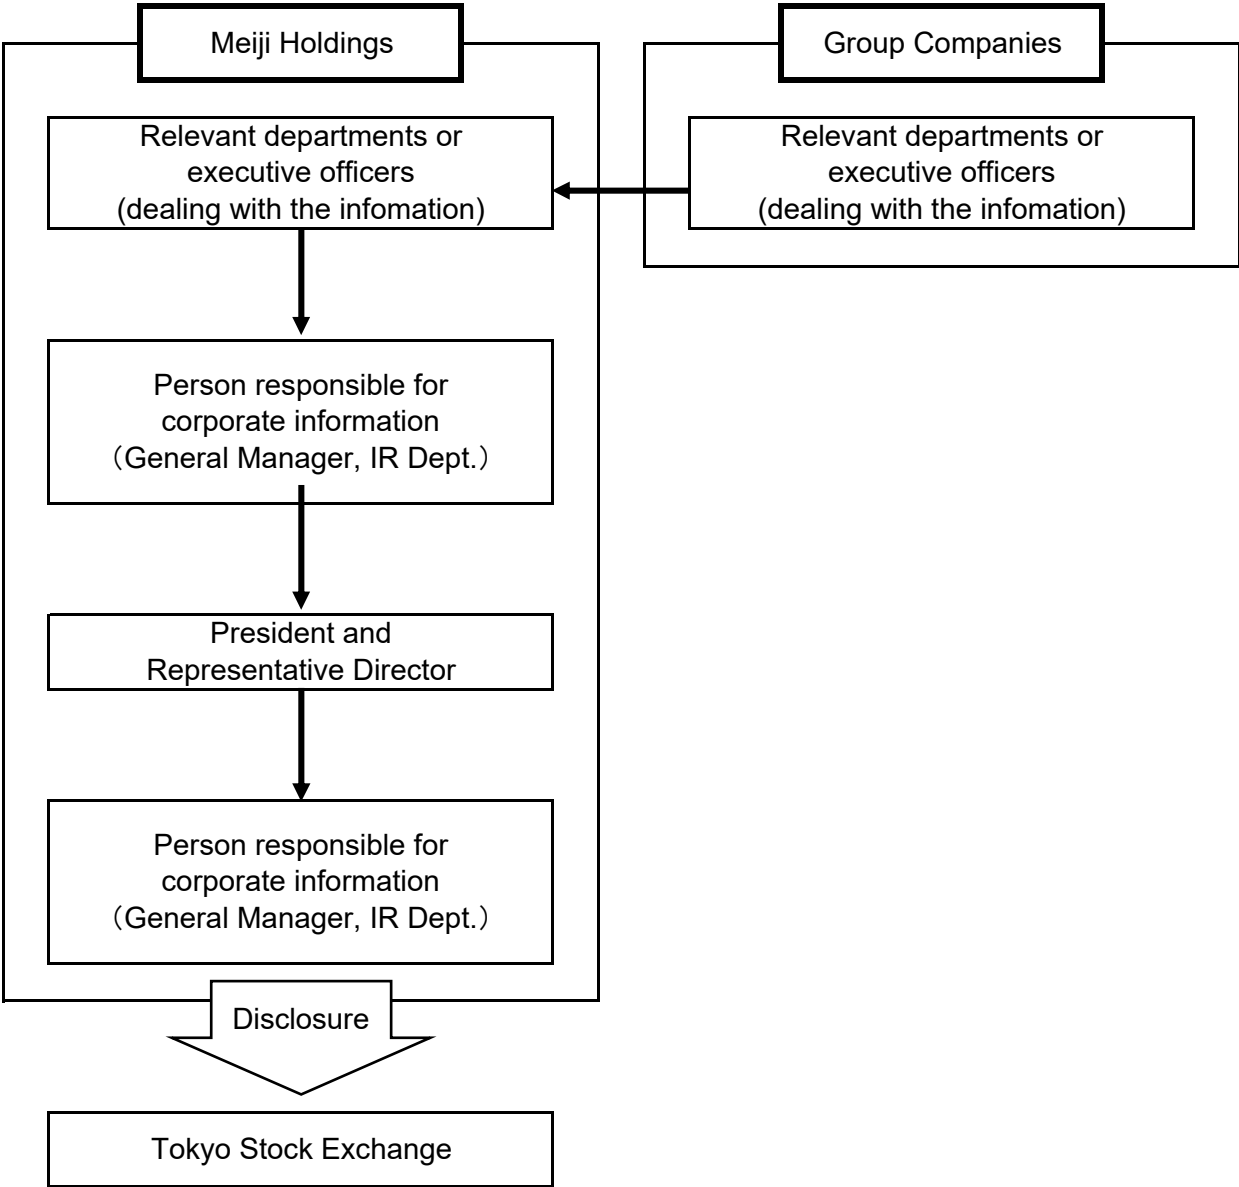 Meiji Holdings
Group Companies
Relevant departments or
executive officers
(dealing with the infomation)
Relevant departments or
executive officers
(dealing with the infomation)
Person responsible for
corporate information
（General Manager, IR Dept.）
President and
Representative Director
Person responsible for
corporate information
（General Manager, IR Dept.）
Disclosure
Tokyo Stock Exchange